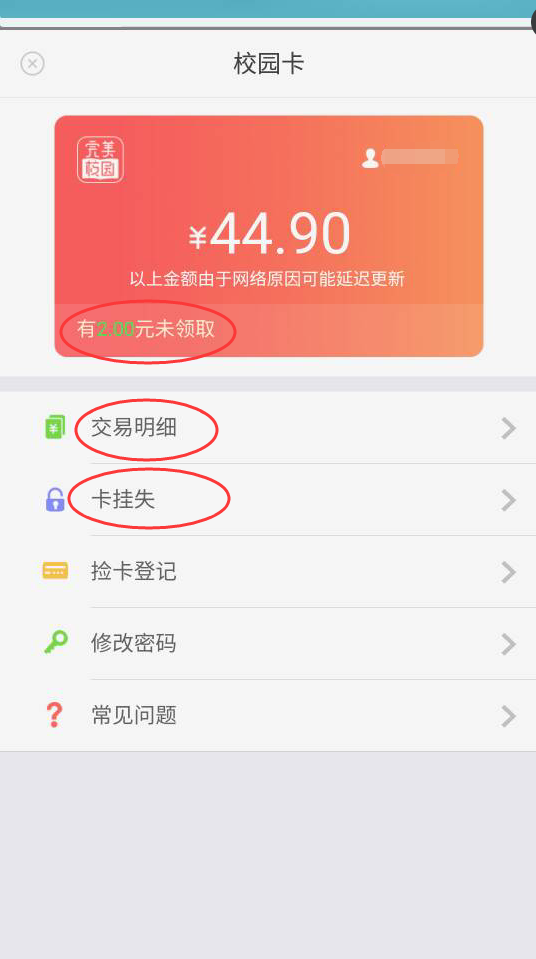 校园卡
完美
校园
¥44.90
以上金额由于网络原因可能延迟更新
有2.00元未领取
交易明细
卡挂失
捡卡登记
修改密码
常见问题